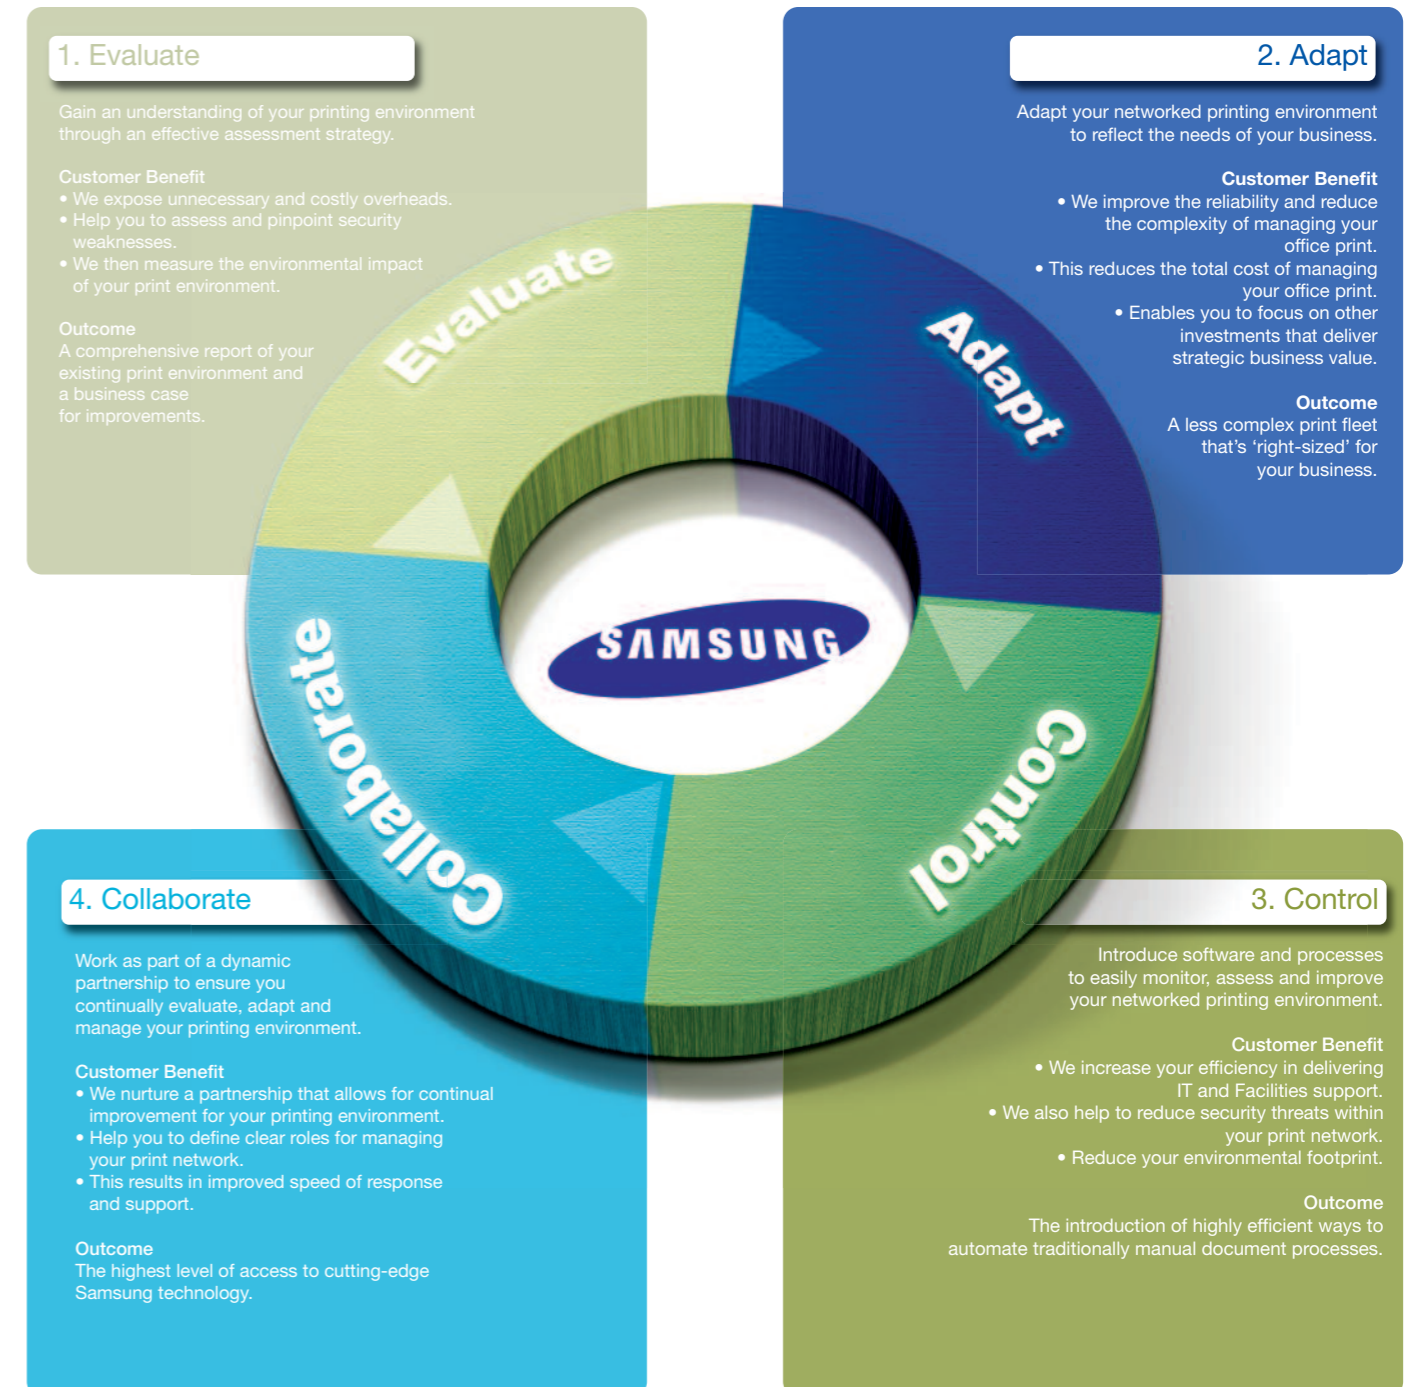 1. Evaluate
Gain an understanding of your printing environment
through an effective assessment strategy.
Customer Benefit
• We expose unnecessary and costly overheads.
• Help you to assess and pinpoint security
weaknesses.
• We then measure the environmental impact
of your print environment.
Outcome
A comprehensive report of your
existing print environment and
a business case
for improvements.
2. Adapt
Adapt your networked printing environment
to reflect the needs of your business.
Customer Benefit
• We improve the reliability and reduce
the complexity of managing your
office print.
• This reduces the total cost of managing
your office print.
• Enables you to focus on other
investments that deliver
strategic business value.
Outcome
A less complex print fleet
that’s ‘right-sized’ for
your business.
Evaluate
Adapt
SAMSUNG
Collaborate
Control
4. Collaborate
Work as part of a dynamic
partnership to ensure you
continually evaluate, adapt and
manage your printing environment.
Customer Benefit
• We nurture a partnership that allows for continual
improvement for your printing environment.
• Help you to define clear roles for managing
your print network.
• This results in improved speed of response
and support.
Outcome
The highest level of access to cutting-edge
Samsung technology.
3. Control
Introduce software and processes
to easily monitor, assess and improve
your networked printing environment.
Customer Benefit
• We increase your efficiency in delivering
IT and Facilities support.
• We also help to reduce security threats within
your print network.
• Reduce your environmental footprint.
Outcome
The introduction of highly efficient ways to
automate traditionally manual document processes.